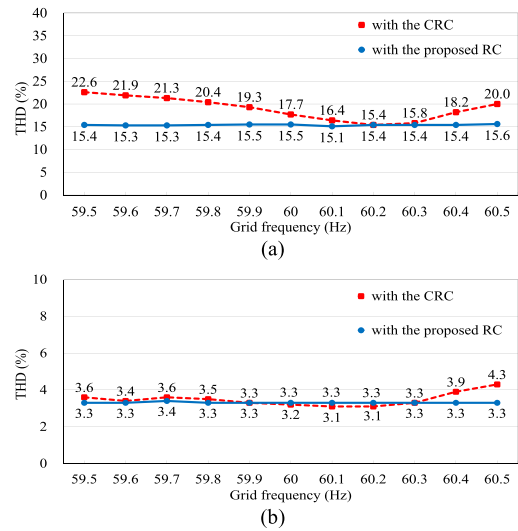 (a)
40
35
30
25
20
15
10
5
0
THD (%)
with the CRC
with the proposed RC
22.6 21.9 21.3 20.4 19.3 17.7 16.4 15.4 15.8 18.2 20.0
15.4 15.3 15.3 15.4 15.5 15.5 15.1 15.4 15.4 15.4 15.6
59.5 59.6 59.7 59.8 59.9 60 60.1 60.2 60.3 60.4 60.5
Grid frequency (Hz)
(b)
10
8
6
4
2
0
THD (%)
with the CRC
with the proposed RC
3.6 3.4 3.6 3.5 3.3 3.3 3.3 3.3 3.3 3.9 4.3
3.3 3.3 3.4 3.3 3.3 3.2 3.1 3.1 3.3 3.3 3.3
59.5 59.6 59.7 59.8 59.9 60 60.1 60.2 60.3 60.4 60.5
Grid frequency (Hz)